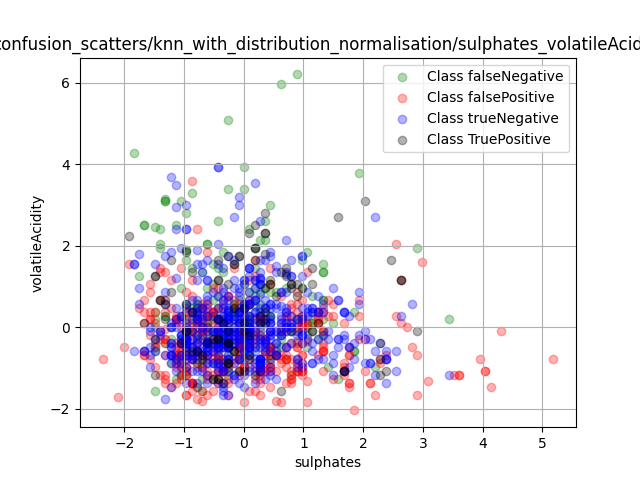 confusion_scatters/knn_with_distribution_normalisation/sulphates_volatileAcid
Class falseNegative
Class falsePositive
Class trueNegative
Class TruePositive
6
4
2
0
−2
volatileAcidity
−2 −1 0 1 2 3 4 5
sulphates